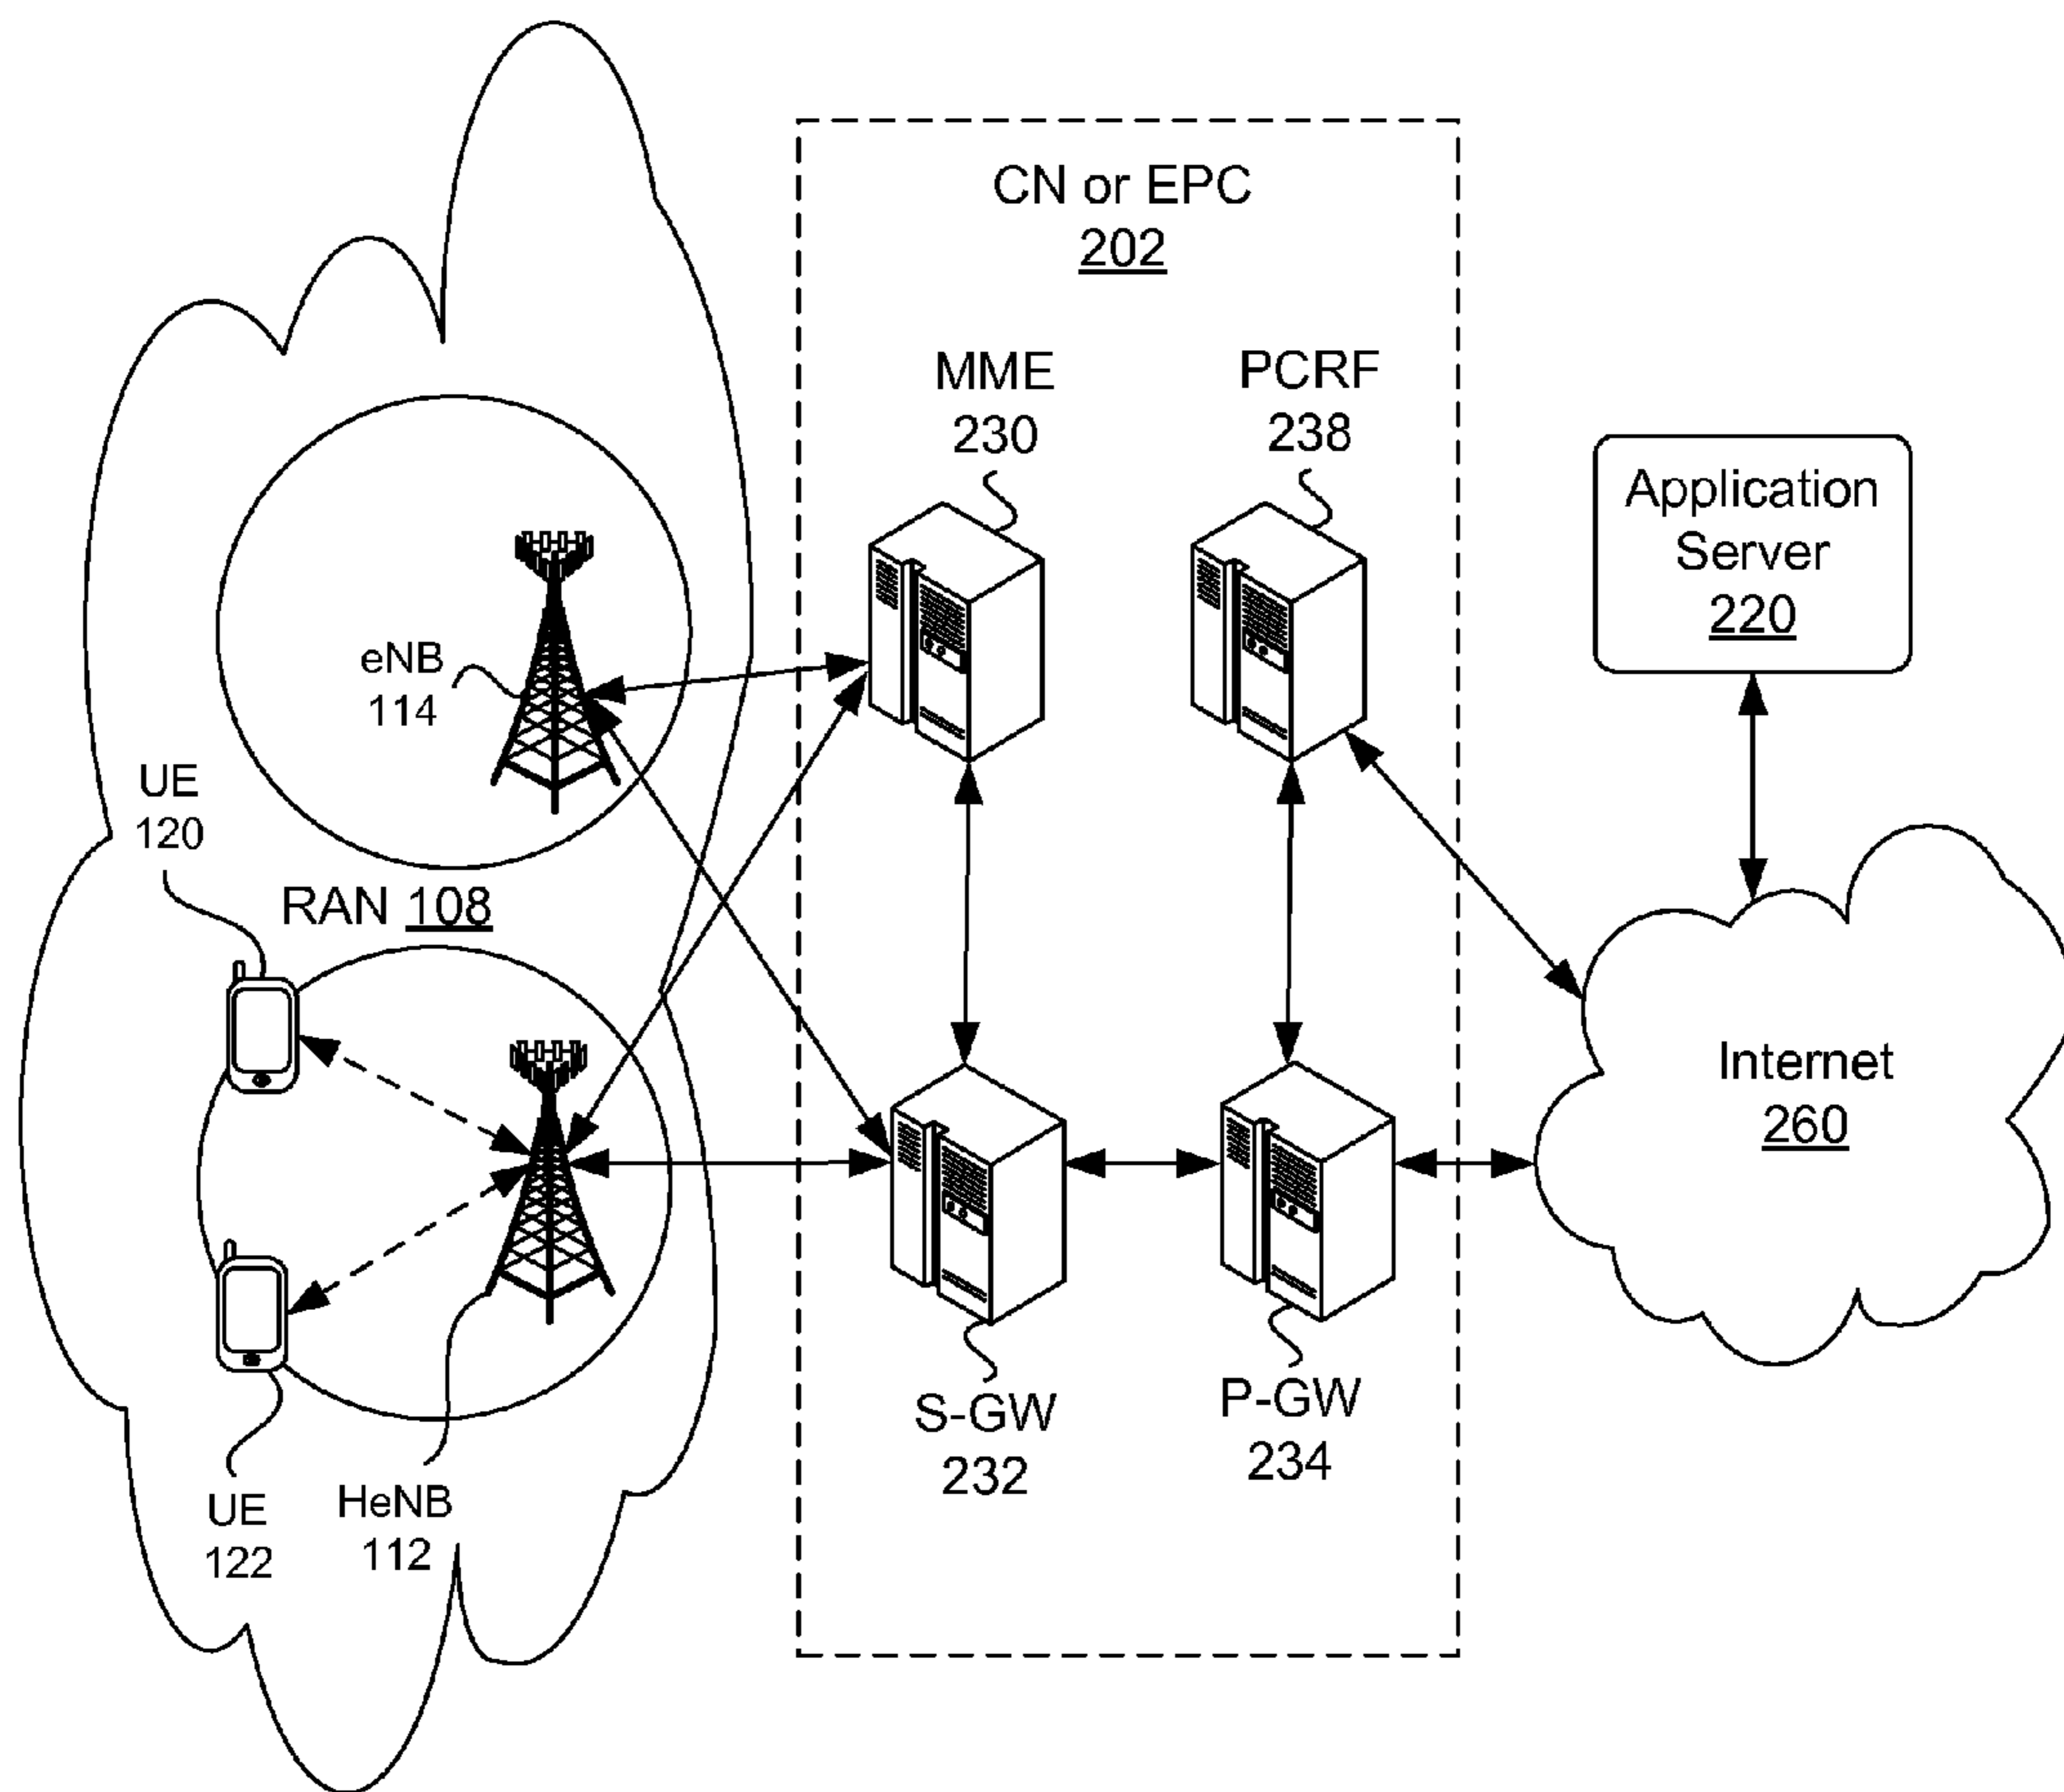 CN or EPC
202
MME
230
PCRF
238
Application
Server
220
eNB
114
UE
120
RAN 108
Internet
260
S-GW
232
P-GW
234
UE
122
HeNB
112